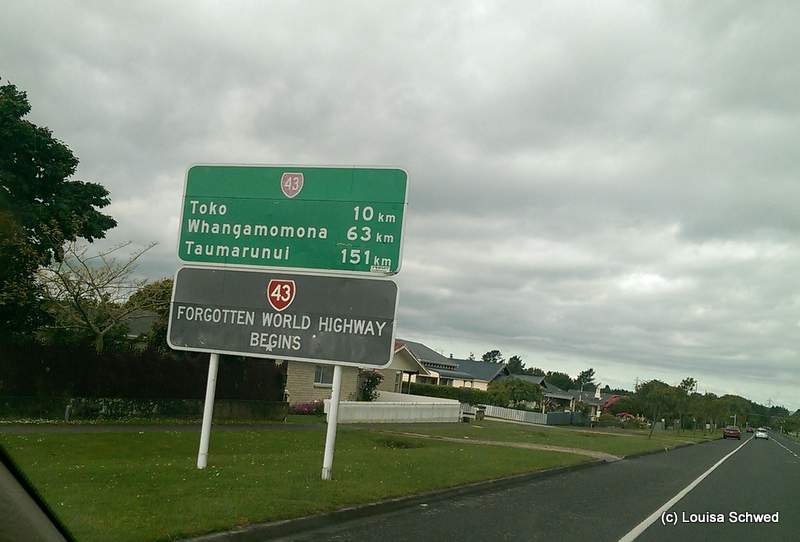 43
Toko 10 km
Whangamomona 63 km
Taumarunui 151 km
43
FORGOTTEN WORLD HIGHWAY
BEGINS
(c) Louisa Schwed